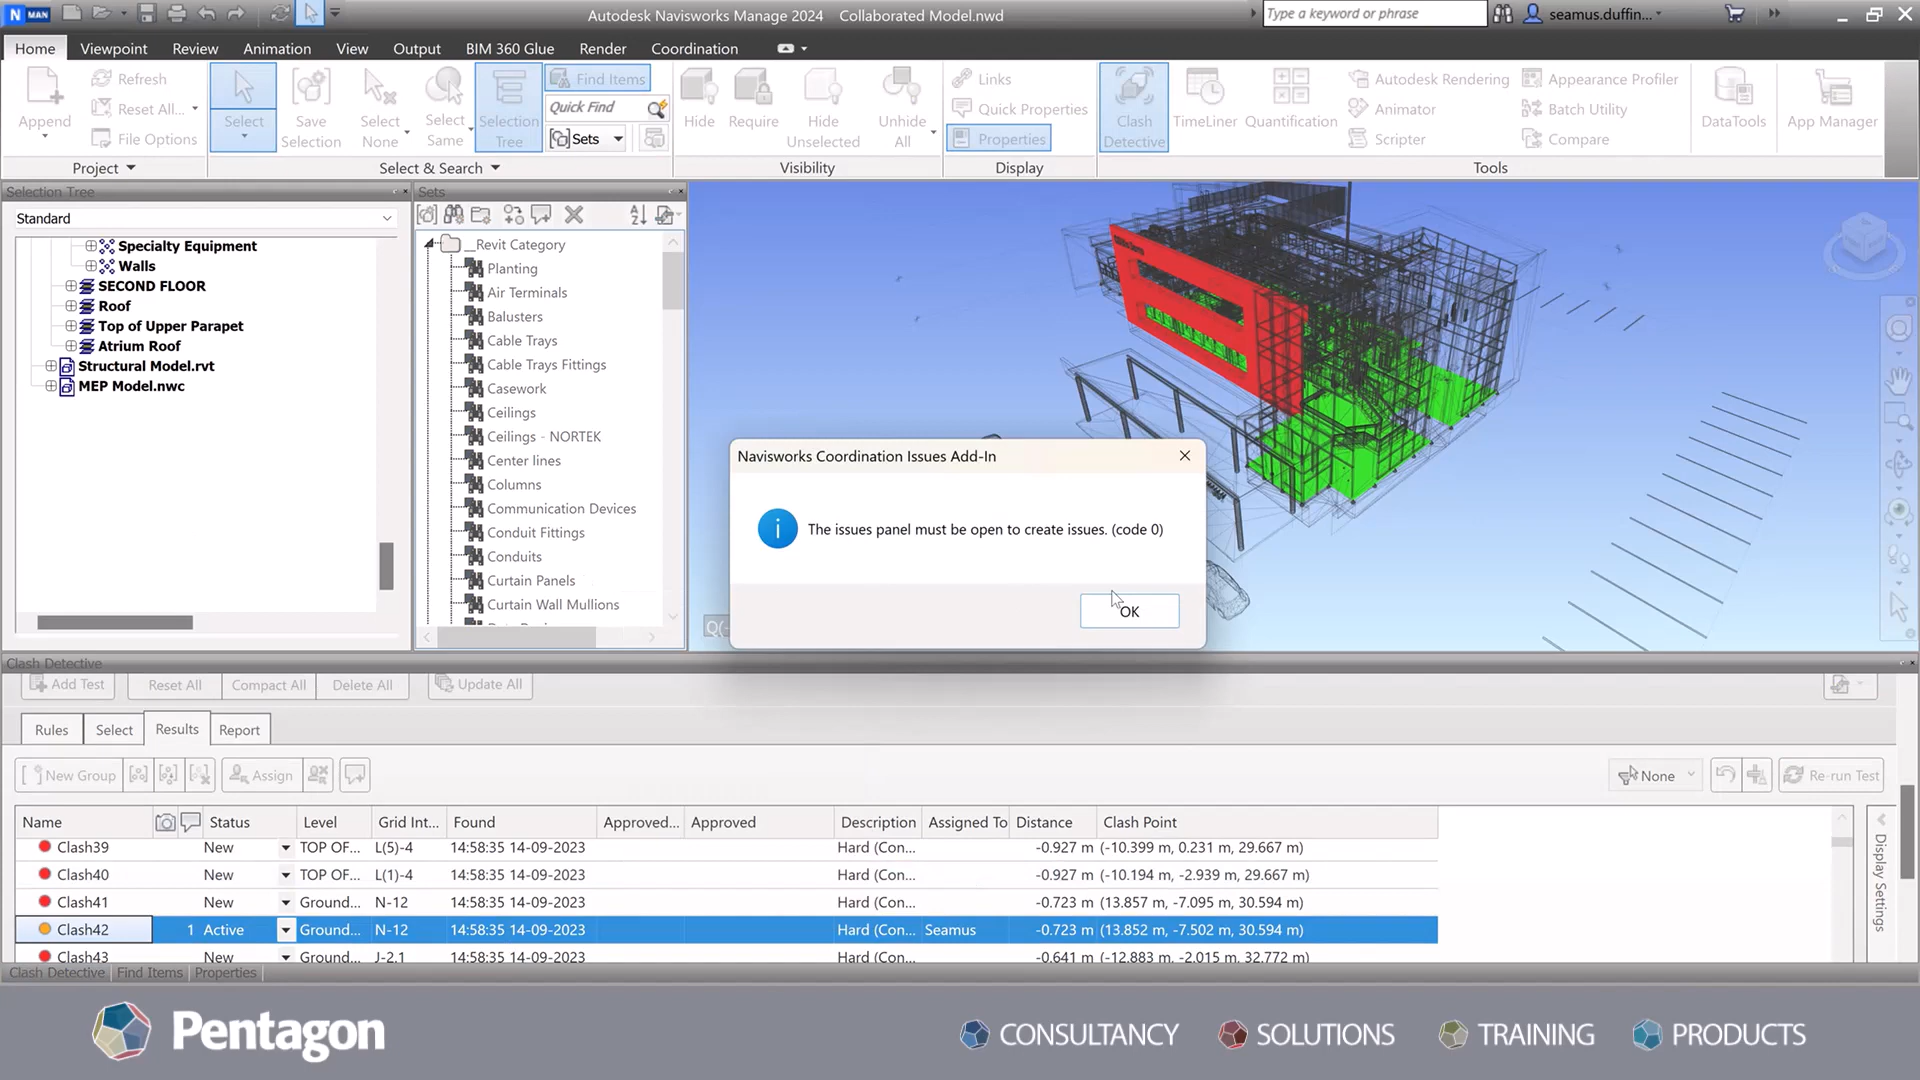 N MAN
Autodesk Navisworks Manage 2024 Collaborated Model.nwd
Type a keyword or phrase
seamus.duffin...
Home Viewpoint Review Animation View Output BIM 360 Glue Render Coordination
Append
Refresh
Reset All...
File Options
Project
Select
Save Selection
Select None
Select Same
Selection Tree
Find Items
Quick Find
Sets
Select & Search
Hide
Require
Hide Unselected
Unhide All
Visibility
Links
Quick Properties
Properties
Display
Clash Detective
TimeLiner
Quantification
Autodesk Rendering
Animator
Scripter
Appearance Profiler
Batch Utility
Compare
DataTools
App Manager
Tools
Selection Tree
Standard
Specialty Equipment
Walls
SECOND FLOOR
Roof
Top of Upper Parapet
Atrium Roof
Structural Model.rvt
MEP Model.nwc
Sets
__Revit Category
Planting
Air Terminals
Balusters
Cable Trays
Cable Trays Fittings
Casework
Ceilings
Ceilings - NORTEK
Center lines
Columns
Communication Devices
Conduit Fittings
Conduits
Curtain Panels
Curtain Wall Mullions
Navisworks Coordination Issues Add-In
The issues panel must be open to create issues. (code 0)
OK
Clash Detective
Add Test Reset All Compact All Delete All Update All
Rules Select Results Report
New Group Assign None Re-run Test
Name Status Level Grid Int... Found Approved... Approved Description Assigned To Distance Clash Point
Clash39 New TOP OF... L(5)-4 14:58:35 14-09-2023 Hard (Con... -0.927 m (-10.399 m, 0.231 m, 29.667 m)
Clash40 New TOP OF... L(1)-4 14:58:35 14-09-2023 Hard (Con... -0.927 m (-10.194 m, -2.939 m, 29.667 m)
Clash41 New Ground... N-12 14:58:35 14-09-2023 Hard (Con... -0.723 m (13.857 m, -7.095 m, 30.594 m)
Clash42 1 Active Ground... N-12 14:58:35 14-09-2023 Hard (Con... Seamus -0.723 m (13.852 m, -7.502 m, 30.594 m)
Clash43 New Ground... J-2.1 14:58:35 14-09-2023 Hard (Con... -0.641 m (-12.883 m, -2.015 m, 32.772 m)
Display Settings
Clash Detective Find Items Properties
Pentagon
CONSULTANCY SOLUTIONS TRAINING PRODUCTS